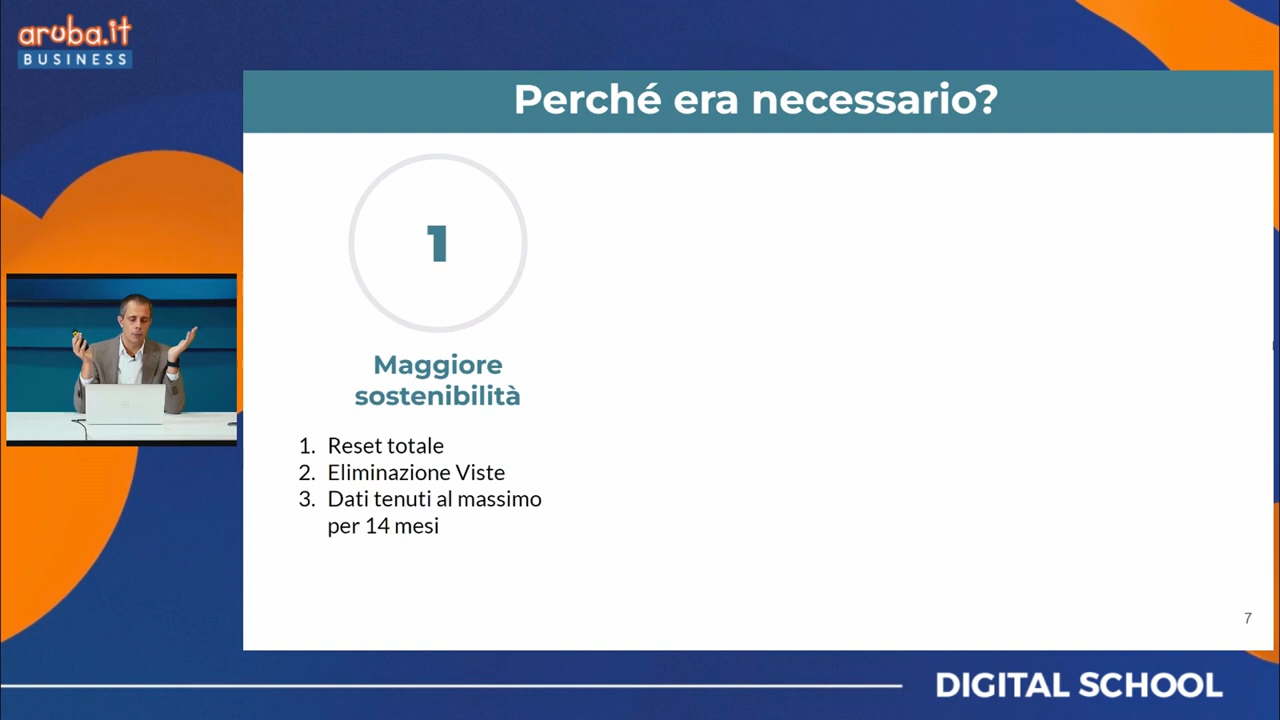 aruba.it
BUSINESS
Perché era necessario?
1
Maggiore
sostenibilità
1. Reset totale
2. Eliminazione Viste
3. Dati tenuti al massimo
per 14 mesi
7
DIGITAL SCHOOL